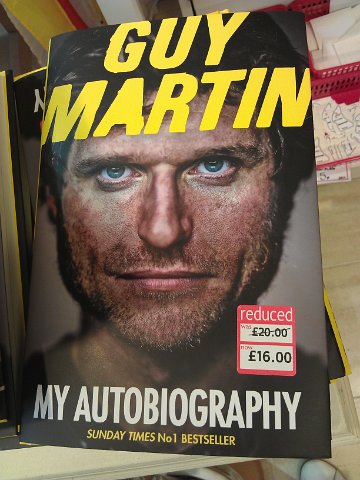 GUY
MARTIN
reduced
WAS
£20.00
NOW
£16.00
MY AUTOBIOGRAPHY
SUNDAY TIMES No1 BESTSELLER